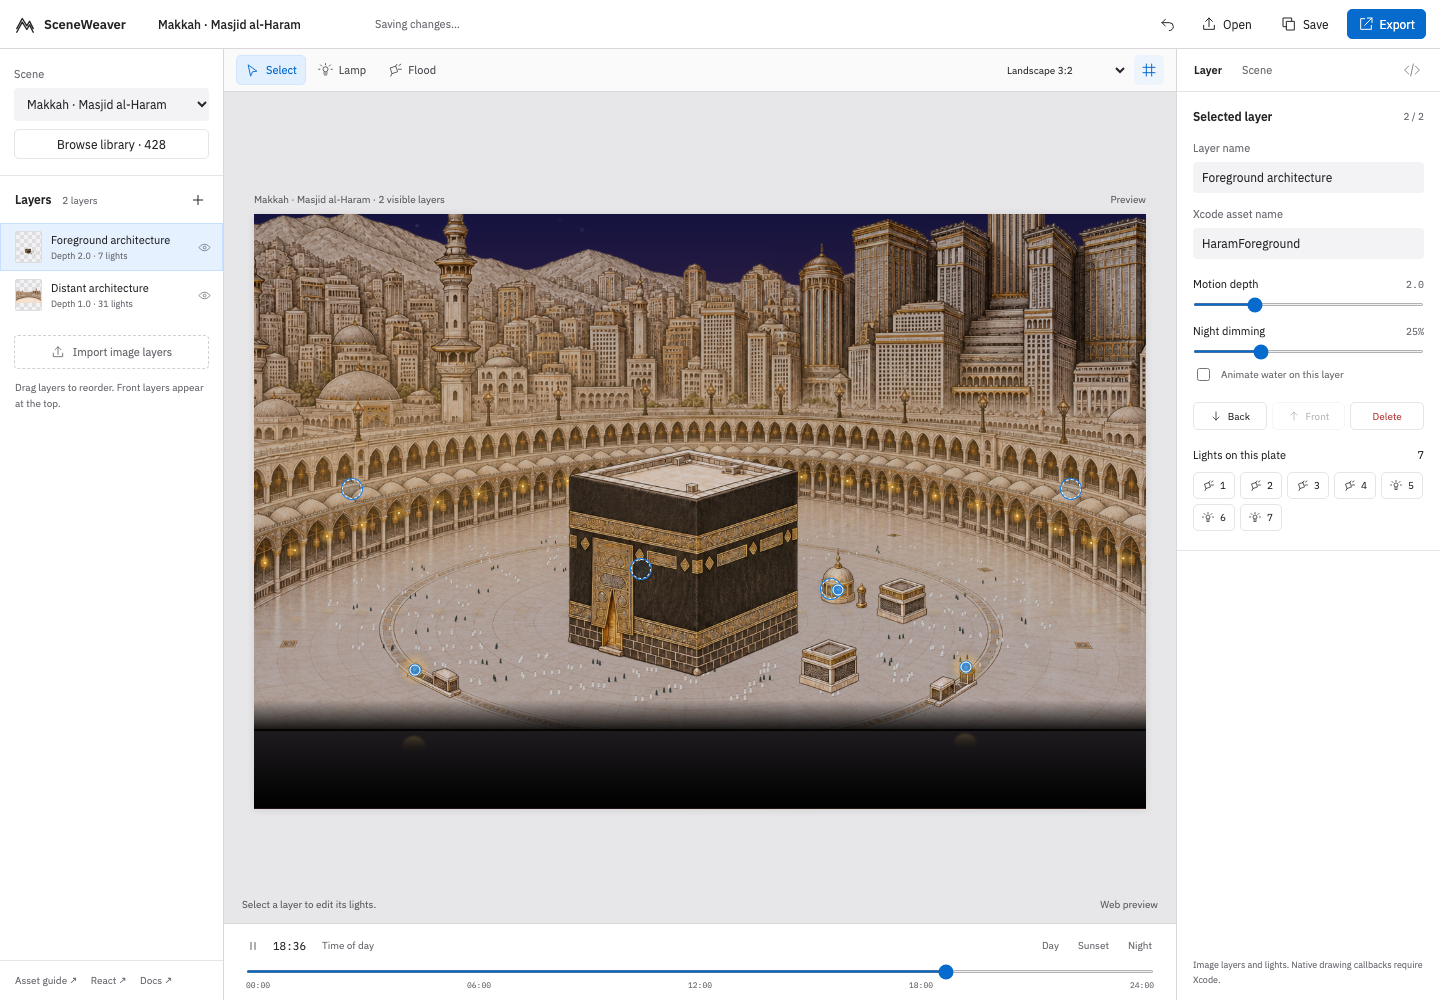 SceneWeaver
Makkah · Masjid al-Haram
Saving changes...
Open
Save
Export
Scene
Makkah · Masjid al-Haram
Browse library · 428
Layers
2 layers
Foreground architecture
Depth 2.0 · 7 lights
Distant architecture
Depth 1.0 · 31 lights
Import image layers
Drag layers to reorder. Front layers appear
at the top.
Asset guide ↗
React ↗
Docs ↗
Select
Lamp
Flood
Landscape 3:2
Makkah · Masjid al-Haram · 2 visible layers
Preview
Select a layer to edit its lights.
Web preview
18:36
Time of day
Day
Sunset
Night
00:00
06:00
12:00
18:00
24:00
Layer
Scene
Selected layer
2 / 2
Layer name
Foreground architecture
Xcode asset name
HaramForeground
Motion depth
2.0
Night dimming
25%
Animate water on this layer
Back
Front
Delete
Lights on this plate
7
1
2
3
4
5
6
7
Image layers and lights. Native drawing callbacks require
Xcode.